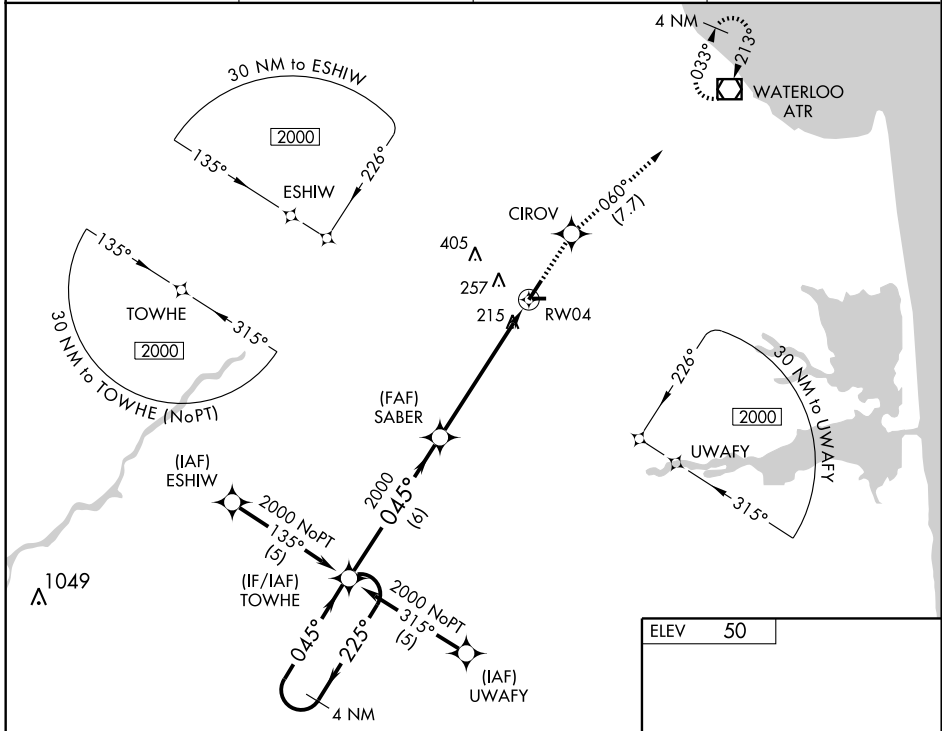 4 NM
033°
213°
WATERLOO
ATR
30 NM to ESHIW
2000
135°
226°
ESHIW
060°
(7.7)
CIROV
405
257
215
RW04
135°
TOWHE
315°
2000
30 NM to TOWHE (NoPT)
226°
30 NM to UWAFY
2000
UWAFY
315°
(FAF)
SABER
2000
045°
(6)
(IAF)
ESHIW
2000 NoPT
135°
(5)
(IF/IAF)
TOWHE
2000 NoPT
315°
(5)
1049
045°
225°
(IAF)
UWAFY
4 NM
ELEV 50